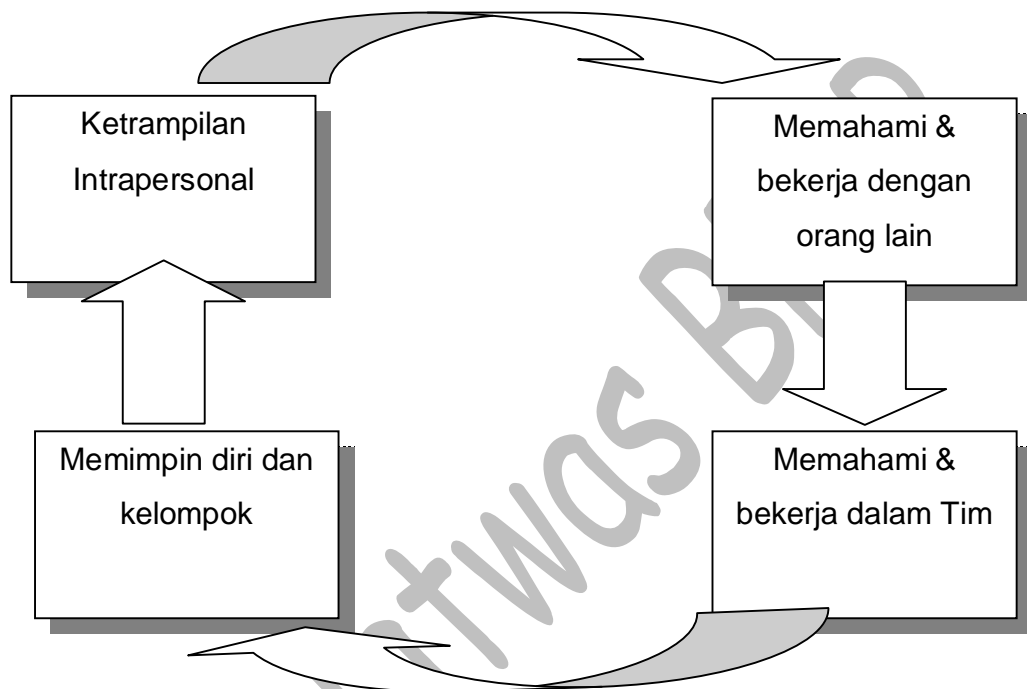 Ketrampilan
Intrapersonal
Memahami &
bekerja dengan
orang lain
Memimpin diri dan
kelompok
Memahami &
bekerja dalam Tim